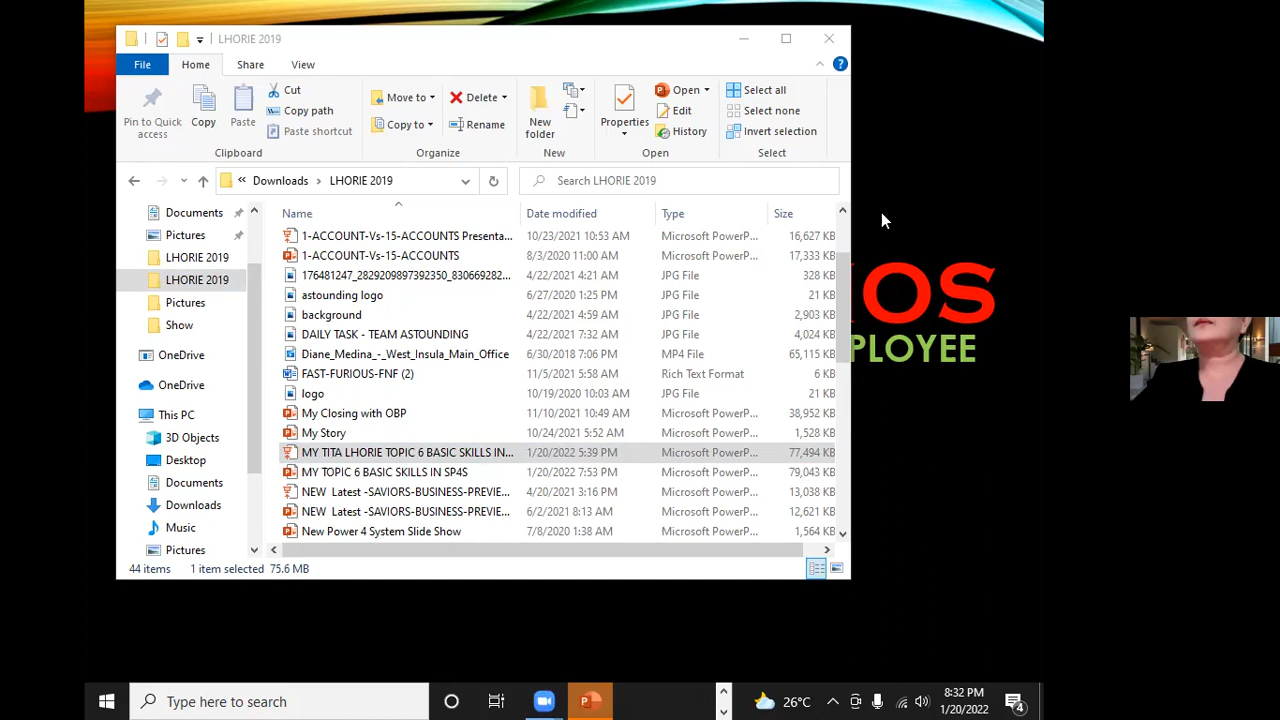 LHORIE 2019
File Home Share View
Pin to Quick access
Copy
Paste
Cut
Copy path
Paste shortcut
Clipboard
Move to
Copy to
Delete
Rename
Organize
New folder
New
Properties
Open
Edit
History
Open
Select all
Select none
Invert selection
Select
« Downloads > LHORIE 2019
Search LHORIE 2019
Documents
Pictures
LHORIE 2019
LHORIE 2019
Pictures
Show
OneDrive
OneDrive
This PC
3D Objects
Desktop
Documents
Downloads
Music
Pictures
Name Date modified Type Size
1-ACCOUNT-Vs-15-ACCOUNTS Presenta... 10/23/2021 10:53 AM Microsoft PowerP... 16,627 KB
1-ACCOUNT-Vs-15-ACCOUNTS 8/3/2020 11:00 AM Microsoft PowerP... 17,333 KB
176481247_2829209897392350_830669282... 4/22/2021 4:21 AM JPG File 328 KB
astounding logo 6/27/2020 1:25 PM JPG File 21 KB
background 4/22/2021 4:59 AM JPG File 2,903 KB
DAILY TASK - TEAM ASTOUNDING 4/22/2021 7:32 AM JPG File 4,024 KB
Diane_Medina_-_West_Insula_Main_Office 6/30/2018 7:06 PM MP4 File 65,115 KB
FAST-FURIOUS-FNF (2) 11/5/2021 5:58 AM Rich Text Format 6 KB
logo 10/19/2020 10:03 AM JPG File 21 KB
My Closing with OBP 11/10/2021 10:49 AM Microsoft PowerP... 38,952 KB
My Story 10/24/2021 5:52 AM Microsoft PowerP... 1,528 KB
MY TITA LHORIE TOPIC 6 BASIC SKILLS IN... 1/20/2022 5:39 PM Microsoft PowerP... 77,494 KB
MY TOPIC 6 BASIC SKILLS IN SP4S 1/20/2022 7:53 PM Microsoft PowerP... 79,043 KB
NEW Latest -SAVIORS-BUSINESS-PREVIE... 4/20/2021 3:16 PM Microsoft PowerP... 13,038 KB
NEW Latest -SAVIORS-BUSINESS-PREVIE... 6/2/2021 8:13 AM Microsoft PowerP... 12,621 KB
New Power 4 System Slide Show 7/8/2020 1:38 AM Microsoft PowerP... 1,564 KB
44 items 1 item selected 75.6 MB
OS
PLOYEE
Type here to search
26°C
8:32 PM
1/20/2022
4